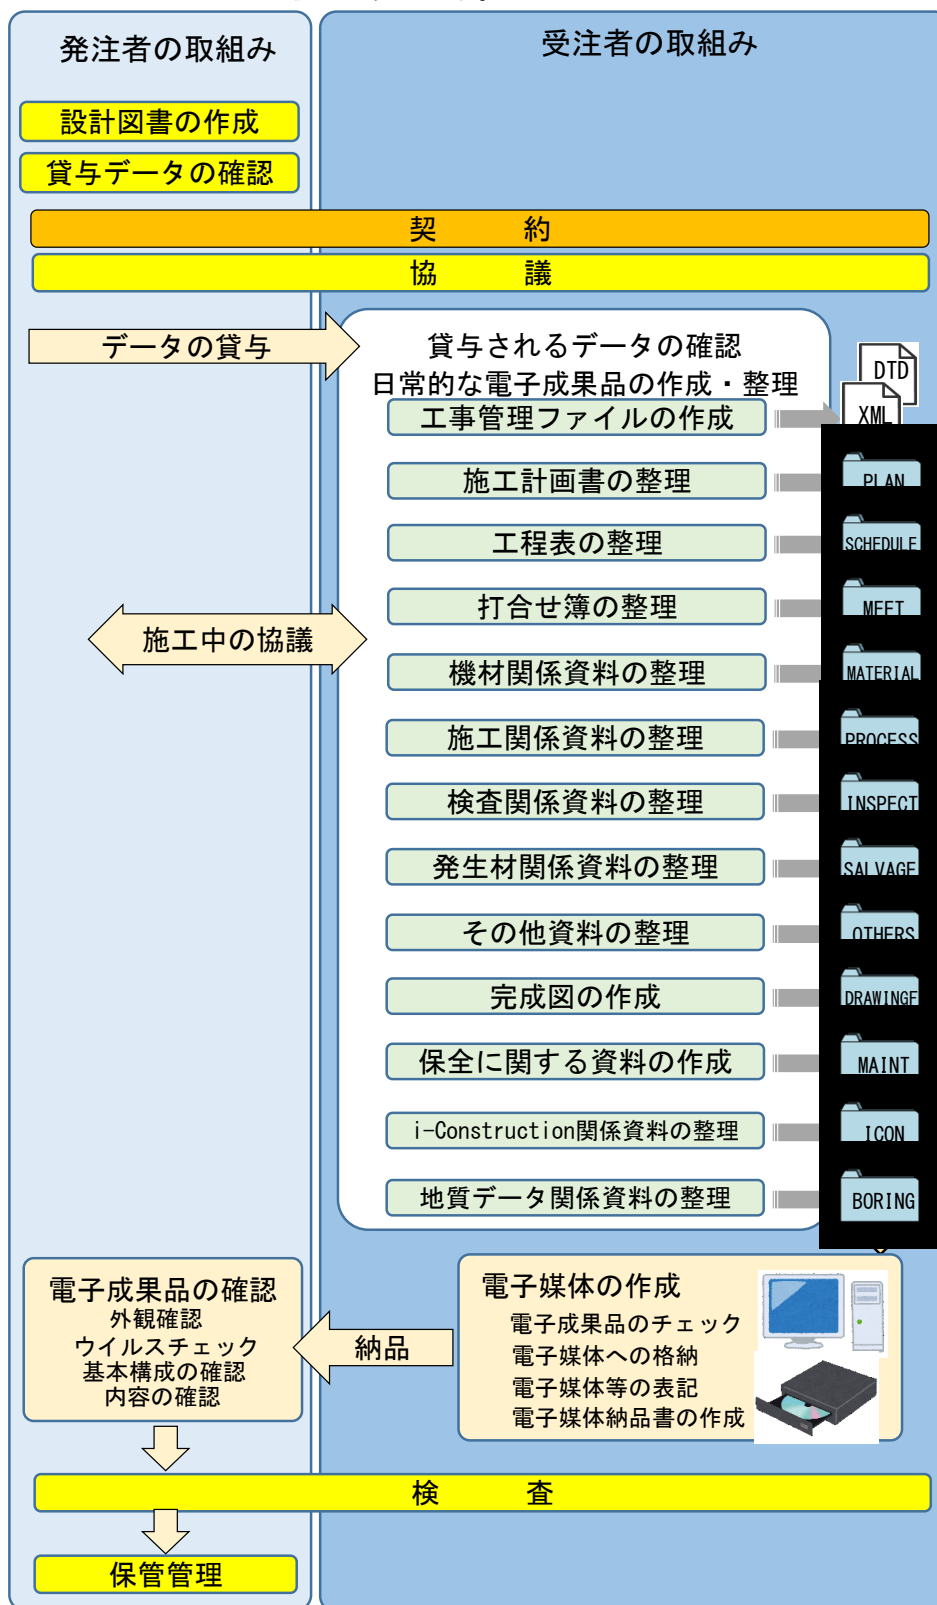 発注者の取組み
受注者の取組み
設計図書の作成
貸与データの確認
契　　約
協　　議
データの貸与
貸与されるデータの確認
日常的な電子成果品の作成・整理
DTD
XML
工事管理ファイルの作成
施工計画書の整理
PLAN
工程表の整理
SCHEDULE
打合せ簿の整理
MEET
施工中の協議
機材関係資料の整理
MATERIAL
施工関係資料の整理
PROCESS
検査関係資料の整理
INSPECT
発生材関係資料の整理
SALVAGE
その他資料の整理
OTHERS
完成図の作成
DRAWINGF
保全に関する資料の作成
MAINT
i-Construction関係資料の整理
ICON
地質データ関係資料の整理
BORING
電子媒体の作成
電子成果品のチェック
電子媒体への格納
電子媒体等の表記
電子媒体納品書の作成
納品
電子成果品の確認
外観確認
ウイルスチェック
基本構成の確認
内容の確認
検　　査
保管管理